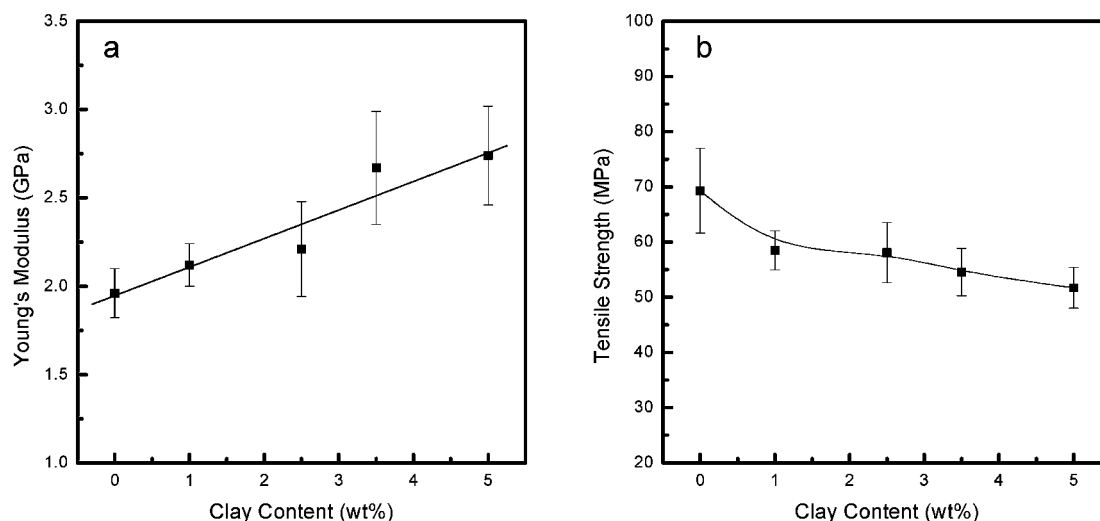 a
3.5
3.0
2.5
2.0
1.5
1.0
Young's Modulus (GPa)
0 1 2 3 4 5
Clay Content (wt%)
b
100
90
80
70
60
50
40
30
20
Tensile Strength (MPa)
0 1 2 3 4 5
Clay Content (wt%)